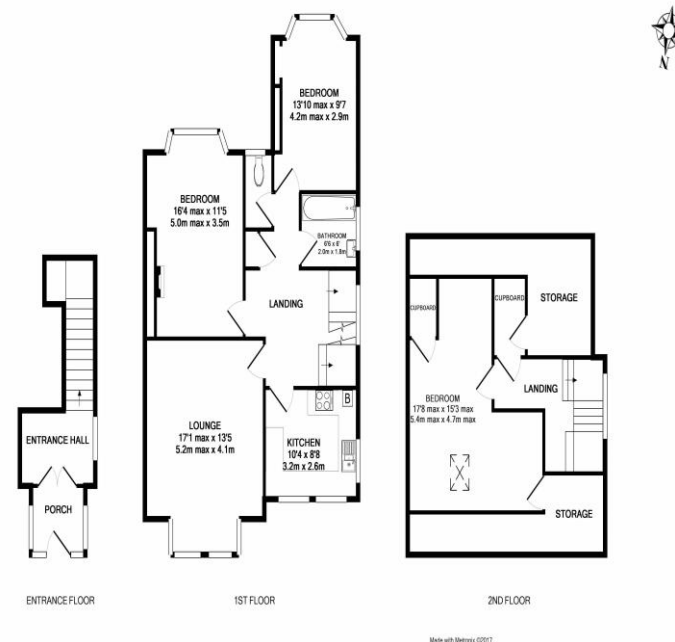 N
BEDROOM
13'10 max x 9'7
4.2m max x 2.9m
BEDROOM
16'4 max x 11'5
5.0m max x 3.5m
BATHROOM
6'6 x 6'
2.0m x 1.8m
LANDING
LOUNGE
17'1 max x 13'5
5.2m max x 4.1m
KITCHEN
10'4 x 8'8
3.2m x 2.6m
B
ENTRANCE HALL
PORCH
CUPBOARD
CUPBOARD
STORAGE
BEDROOM
17'8 max x 15'3 max
5.4m max x 4.7m max
LANDING
STORAGE
ENTRANCE FLOOR
1ST FLOOR
2ND FLOOR
Made with Metropix ©2017